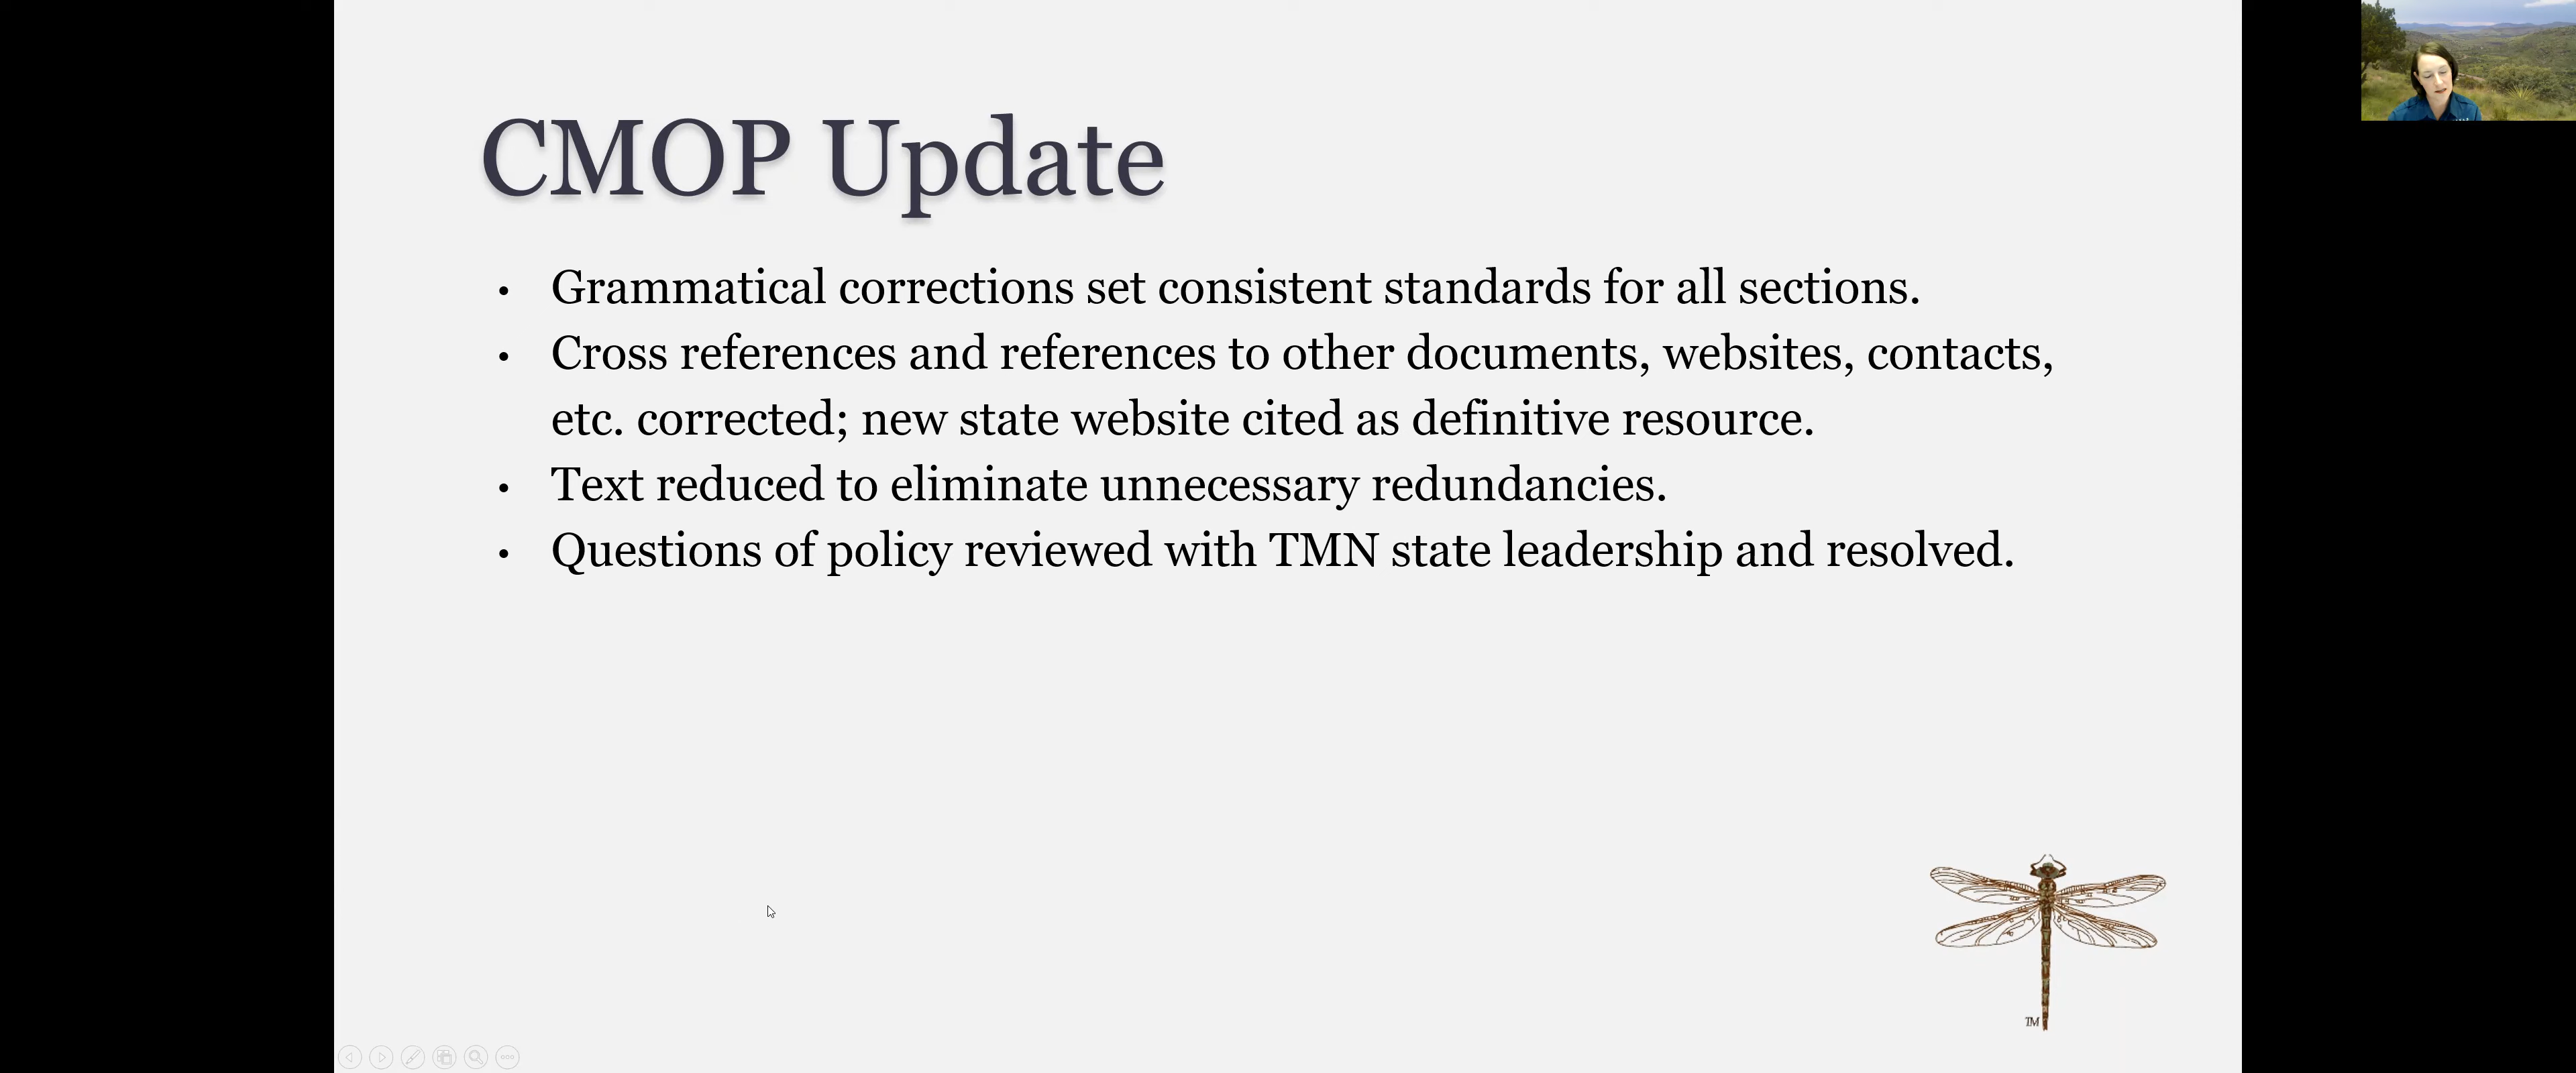 CMOP Update
• Grammatical corrections set consistent standards for all sections.
• Cross references and references to other documents, websites, contacts,
etc. corrected; new state website cited as definitive resource.
• Text reduced to eliminate unnecessary redundancies.
• Questions of policy reviewed with TMN state leadership and resolved.
TM